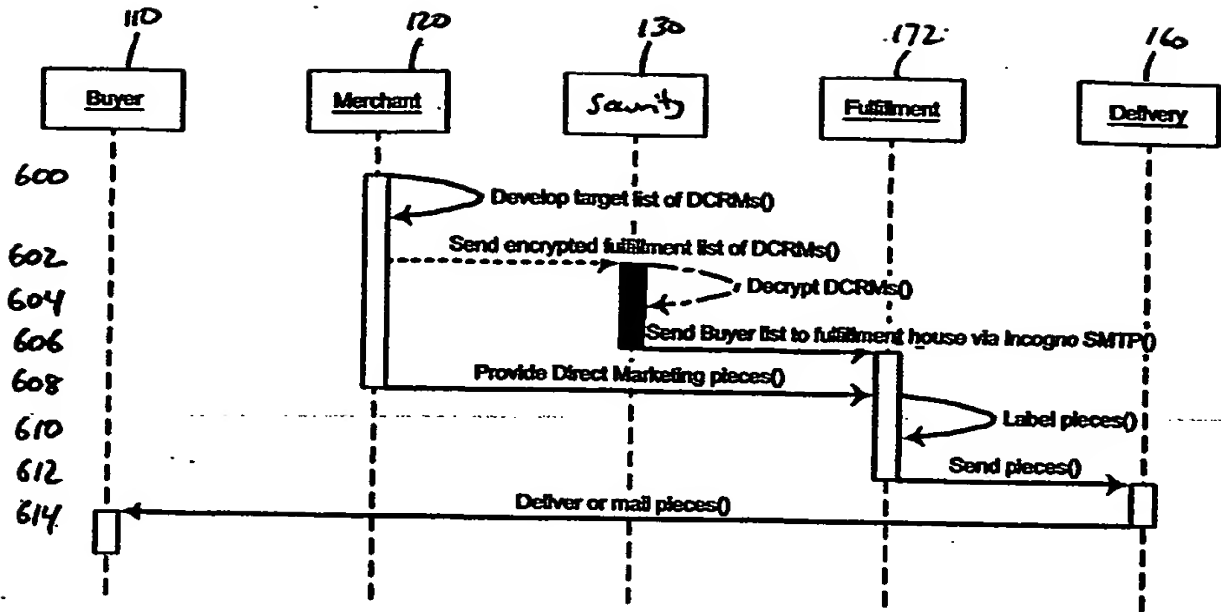 110 120 130 172 160
Buyer Merchant Security Fulfillment Delivery
600
Develop target list of DCRMs()
602 Send encrypted fulfillment list of DCRMs()
604 Decrypt DCRMs()
606 Send Buyer list to fulfillment house via Incogno SMTP()
608 Provide Direct Marketing pieces()
610 Label pieces()
612 Send pieces()
614 Deliver or mail pieces()